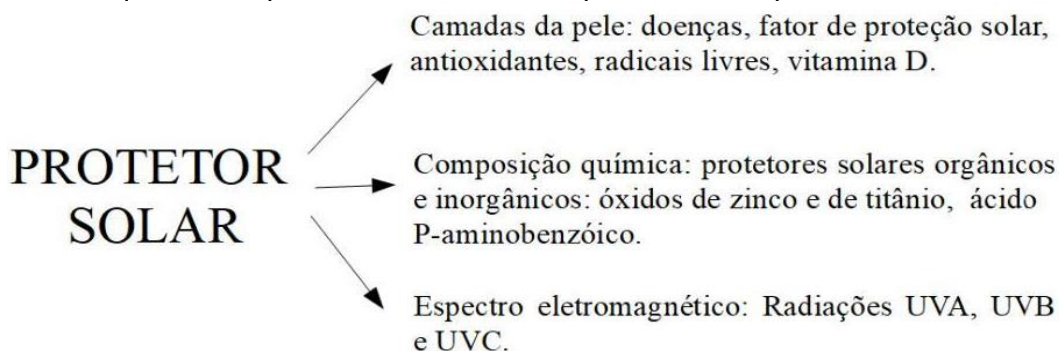 Camadas da pele: doenças, fator de proteção solar,
antioxidantes, radicais livres, vitamina D.
PROTETOR
SOLAR
Composição química: protetores solares orgânicos
e inorgânicos: óxidos de zinco e de titânio, ácido
P-aminobenzóico.
Espectro eletromagnético: Radiações UVA, UVB
e UVC.